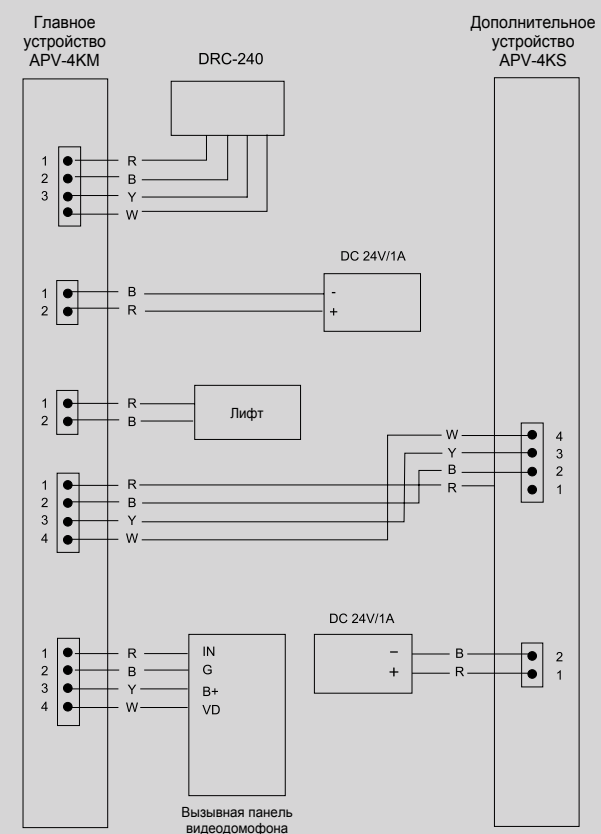 Главное
устройство
APV-4KM
DRC-240
Дополнительное
устройство
APV-4KS
1 R
2 B
3 Y
W
DC 24V/1A
1 B -
2 R +
1 R
2 B
Лифт
W 4
Y 3
B 2
R 1
1 R
2 B
3 Y
4 W
DC 24V/1A
– B 2
+ R 1
1 R IN
2 B G
3 Y B+
4 W VD
Вызывная панель
видеодомофона